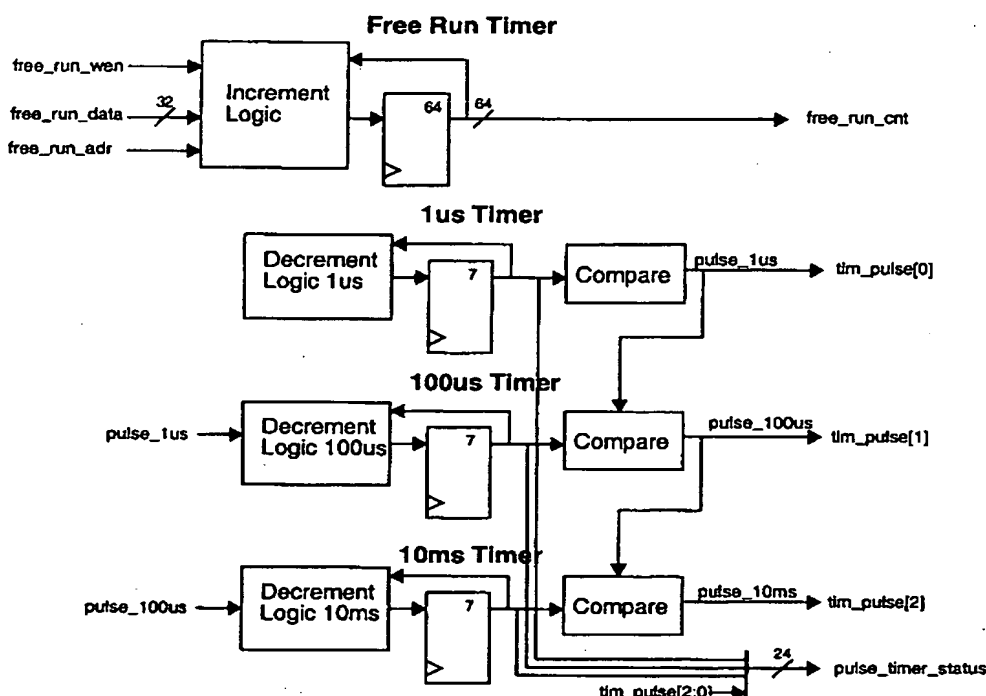 Free Run Timer
free_run_wen
free_run_data
32
free_run_adr
Increment
Logic
64
64
free_run_cnt
1us Timer
Decrement
Logic 1us
7
Compare
pulse_1us
tim_pulse[0]
100us Timer
pulse_1us
Decrement
Logic 100us
7
Compare
pulse_100us
tim_pulse[1]
10ms Timer
pulse_100us
Decrement
Logic 10ms
7
Compare
pulse_10ms
tim_pulse[2]
24
pulse_timer_status
tim_pulse[2:0]